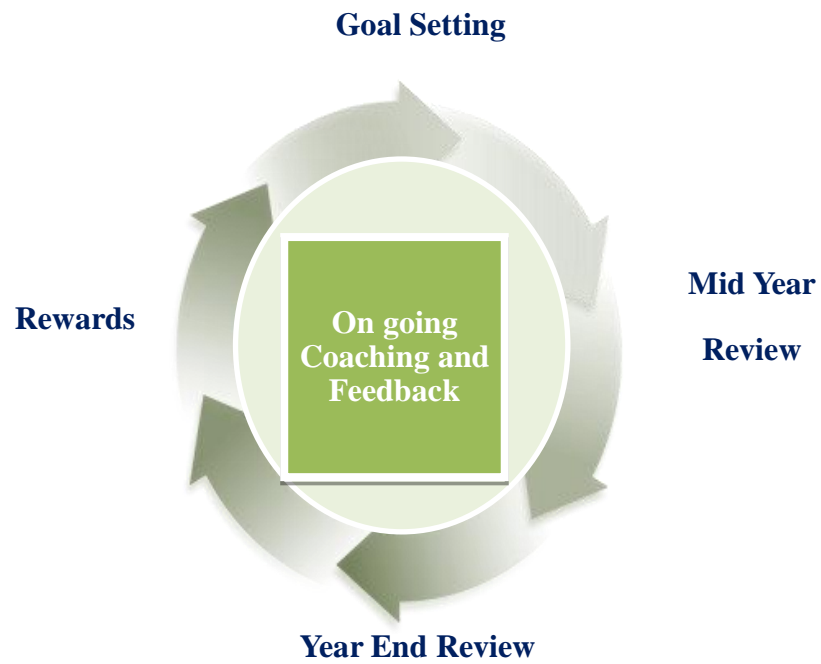 Goal Setting
Mid Year
Review
Rewards
On going
Coaching and
Feedback
Year End Review